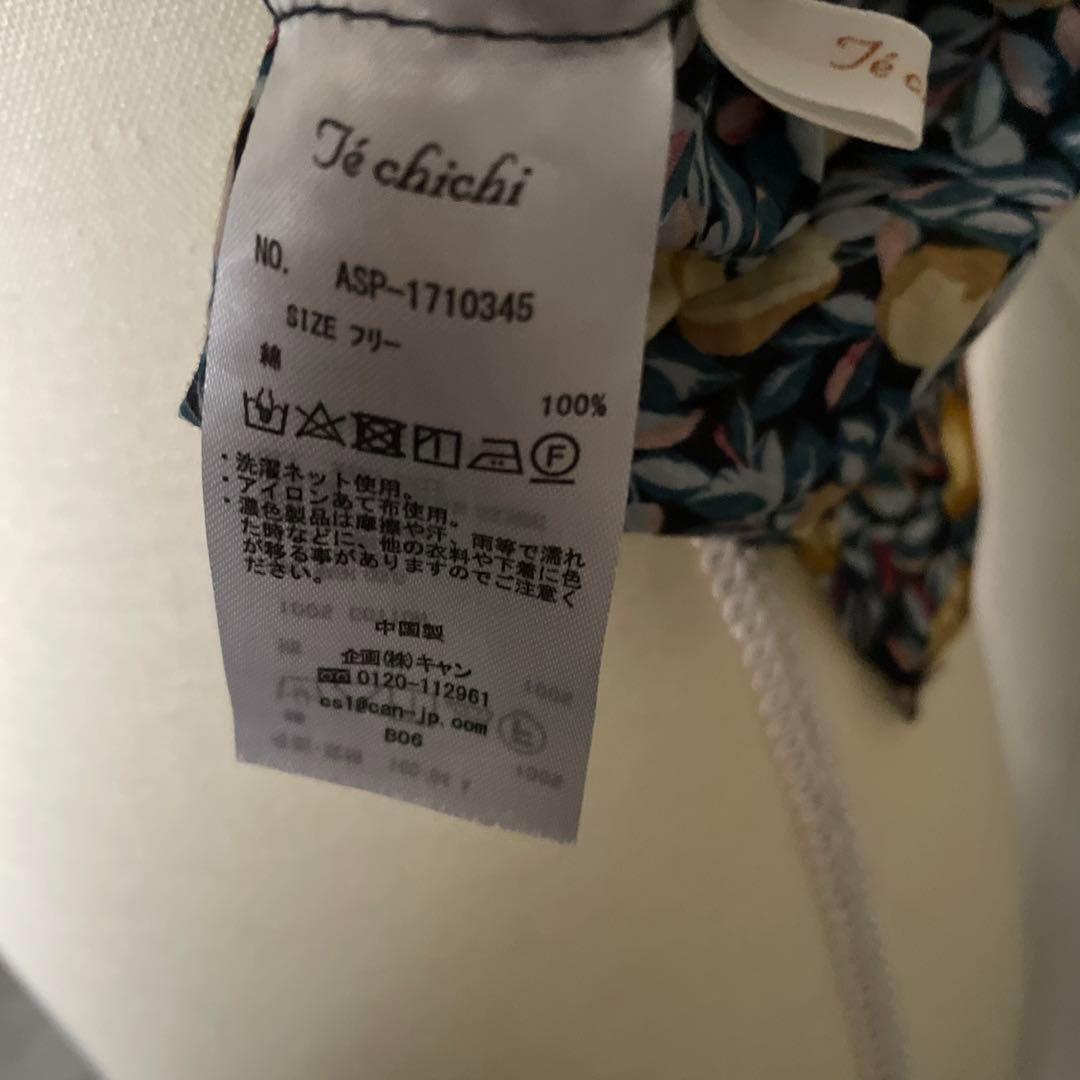 Té chichi
Té c
NO. ASP-1710345
SIZE フリー
綿
100%
F
・洗濯ネット使用。
・アイロンあて布使用。
・濃色製品は摩擦や汗、雨等で濡れ
た時などに、他の衣料や下着に色
が移る事がありますのでご注意く
ださい。
中国製
企画(株)キャン
0120-112961
cs1@can-jp.com
B06